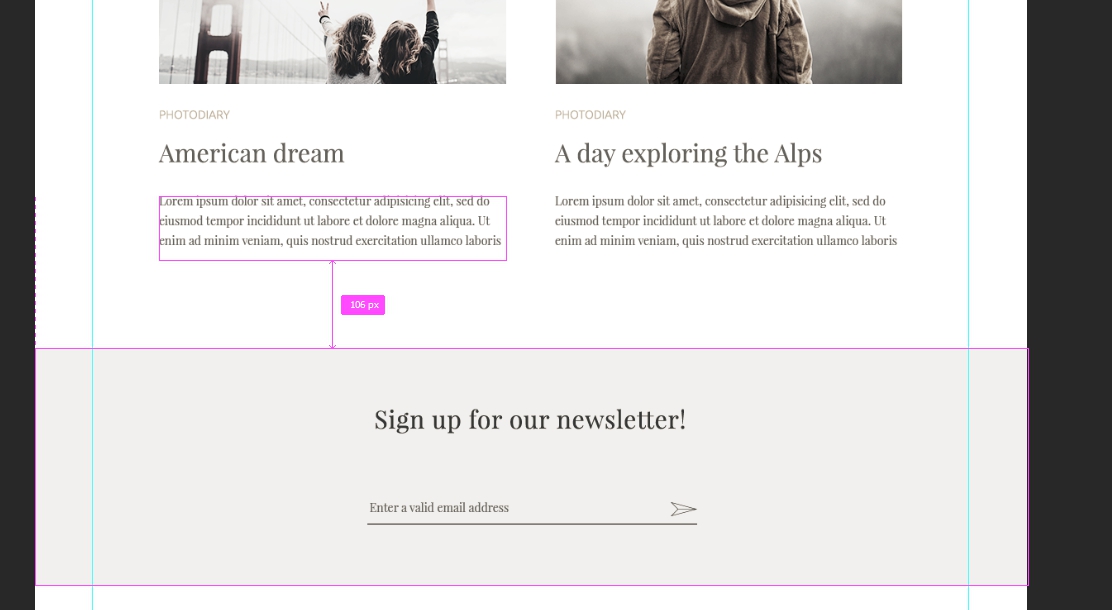 PHOTODIARY
American dream
Lorem ipsum dolor sit amet, consectetur adipisicing elit, sed do
eiusmod tempor incididunt ut labore et dolore magna aliqua. Ut
enim ad minim veniam, quis nostrud exercitation ullamco laboris
PHOTODIARY
A day exploring the Alps
Lorem ipsum dolor sit amet, consectetur adipisicing elit, sed do
eiusmod tempor incididunt ut labore et dolore magna aliqua. Ut
enim ad minim veniam, quis nostrud exercitation ullamco laboris
106 px
Sign up for our newsletter!
Enter a valid email address